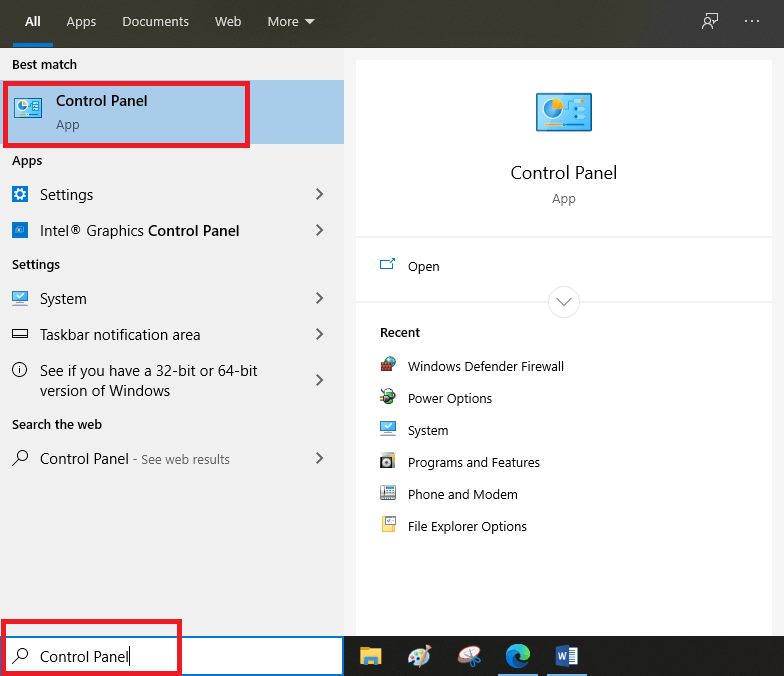 All Apps Documents Web More
Best match
Control Panel
App
Apps
Settings
Intel® Graphics Control Panel
Settings
System
Taskbar notification area
See if you have a 32-bit or 64-bit
version of Windows
Search the web
Control Panel - See web results
Control Panel
App
Open
Recent
Windows Defender Firewall
Power Options
System
Programs and Features
Phone and Modem
File Explorer Options
Control Panel
W